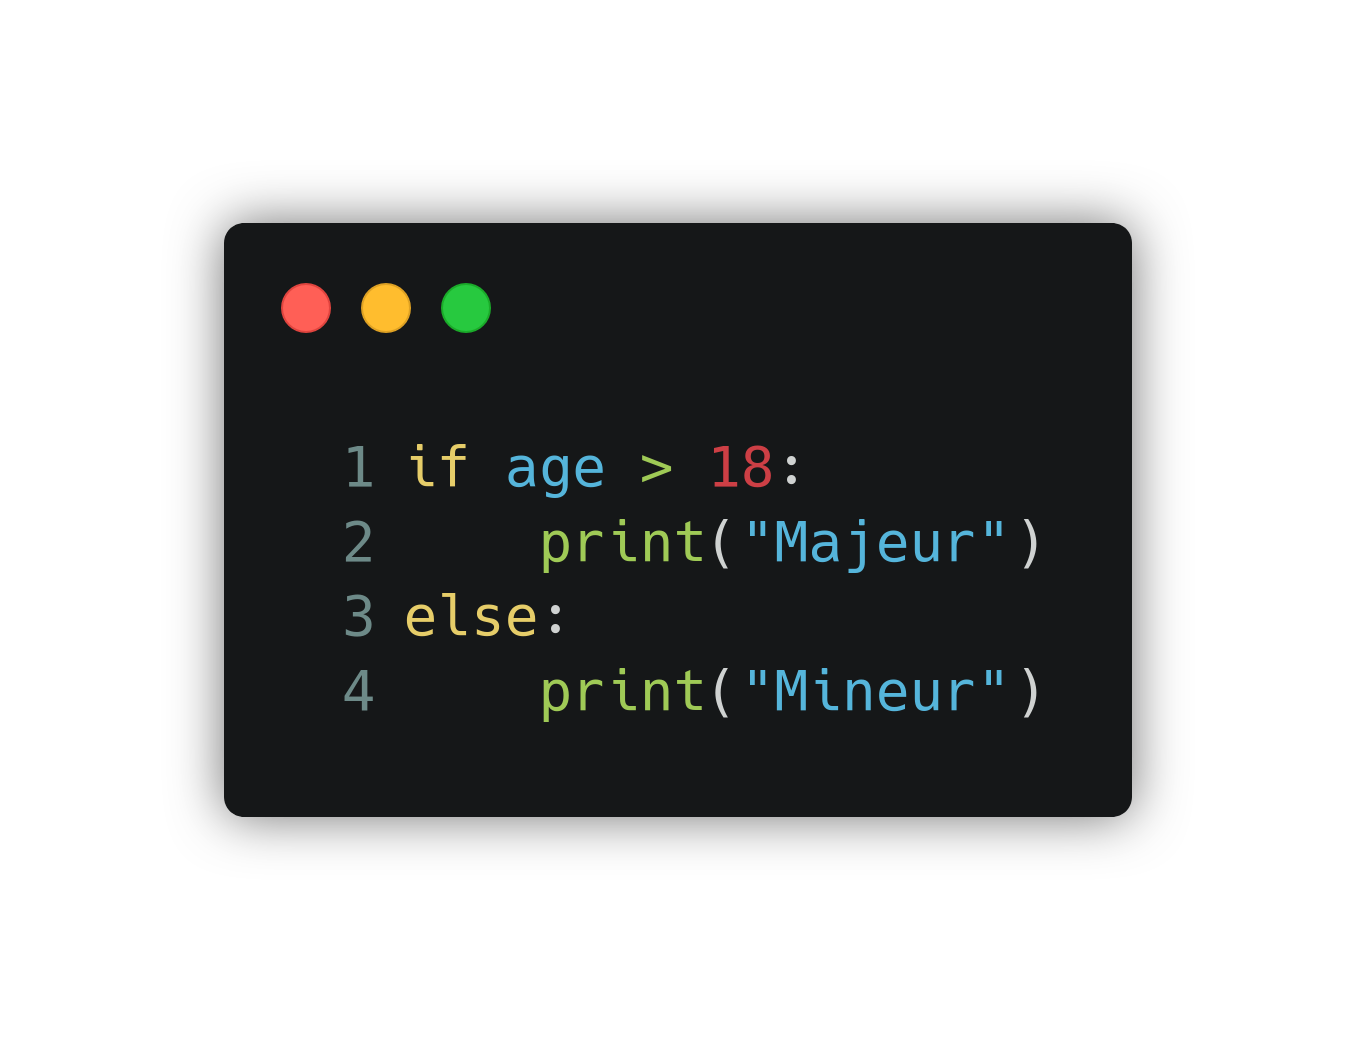 1 if age > 18:
2     print("Majeur")
3 else:
4     print("Mineur")